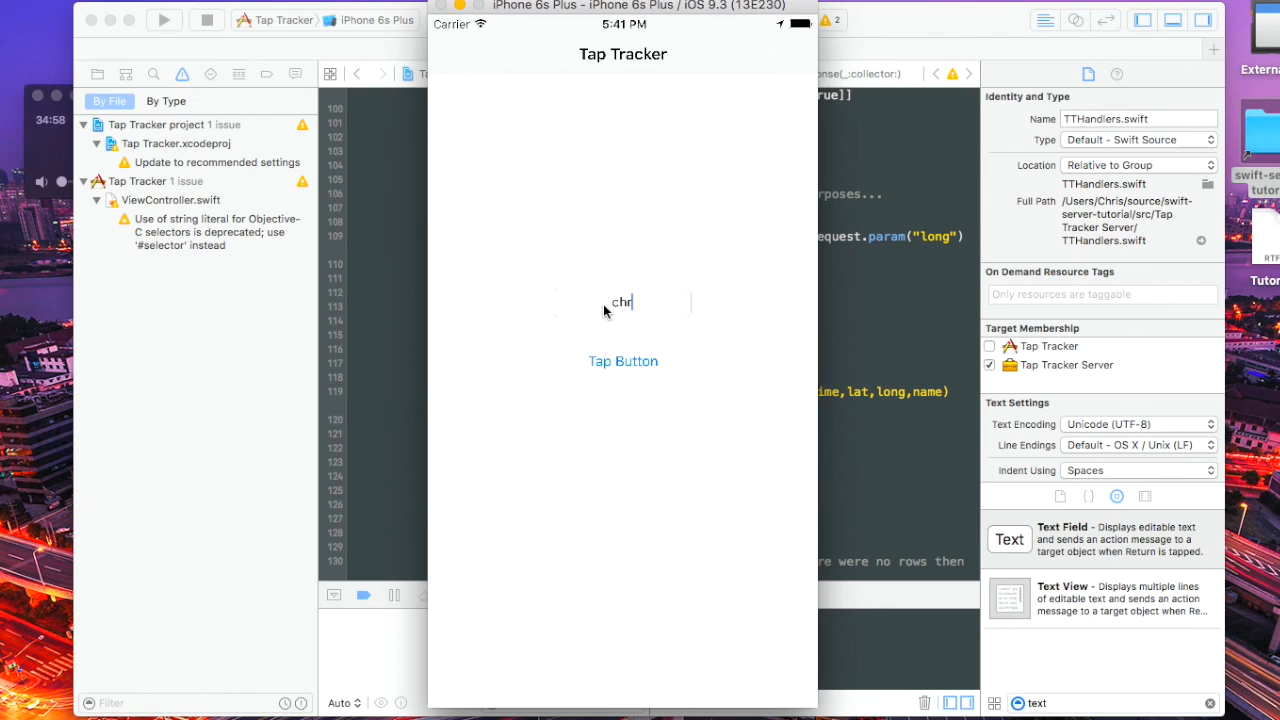 iPhone 6s Plus - iPhone 6s Plus / iOS 9.3 (13E230)
Tap Tracker
iPhone 6s Plus
2
Carrier
5:41 PM
Tap Tracker
chr
Tap Button
34:58
By File
By Type
Tap Tracker project 1 issue
Tap Tracker.xcodeproj
Update to recommended settings
Tap Tracker 1 issue
ViewController.swift
Use of string literal for Objective-
C selectors is deprecated; use
'#selector' instead
Filter
100
101
102
103
104
105
106
107
108
109
110
111
112
113
114
115
116
117
118
119
120
121
122
123
124
125
126
127
128
129
130
Auto
onse(_:collector:)
rue]]
rposes...
equest.param("long")
ime,lat,long,name)
re were no rows then
Identity and Type
Name TTHandlers.swift
Type Default - Swift Source
Location Relative to Group
TTHandlers.swift
Full Path /Users/Chris/source/swift-
server-tutorial/src/Tap
Tracker Server/
TTHandlers.swift
On Demand Resource Tags
Only resources are taggable
Target Membership
Tap Tracker
Tap Tracker Server
Text Settings
Text Encoding Unicode (UTF-8)
Line Endings Default - OS X / Unix (LF)
Indent Using Spaces
Text
Text Field - Displays editable text
and sends an action message to a
target object when Return is tapped.
Text View - Displays multiple lines
of editable text and sends an action
message to a target object when Re...
text
Externa
swift-se
tutor
RTF
Tutor